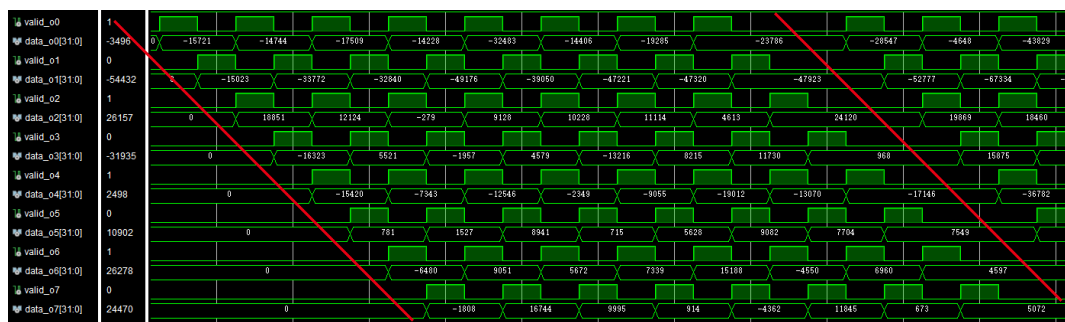 valid_o0 1
data_o0[31:0] -3496 0 -15721 -14744 -17509 -14228 -32483 -14406 -19285 -23786 -28547 -4648 -43829
valid_o1 0
data_o1[31:0] -54432 0 -15023 -33772 -32840 -49176 -39050 -47221 -47320 -47923 -52777 -67334
valid_o2 1
data_o2[31:0] 26157 0 18851 12124 -279 9128 10228 11114 4613 24120 19869 18460
valid_o3 0
data_o3[31:0] -31935 0 -16323 5521 -1957 4579 -13216 8215 11730 968 15875
valid_o4 1
data_o4[31:0] 2498 0 -15420 -7343 -12546 -2349 -9055 -19012 -13070 -17146 -36782
valid_o5 0
data_o5[31:0] 10902 0 781 1527 8941 715 5628 9082 7704 7549
valid_o6 1
data_o6[31:0] 26278 0 -6480 9051 5672 7339 15188 -4550 6960 4597
valid_o7 0
data_o7[31:0] 24470 0 -1808 16744 9995 914 -4362 11845 673 5072